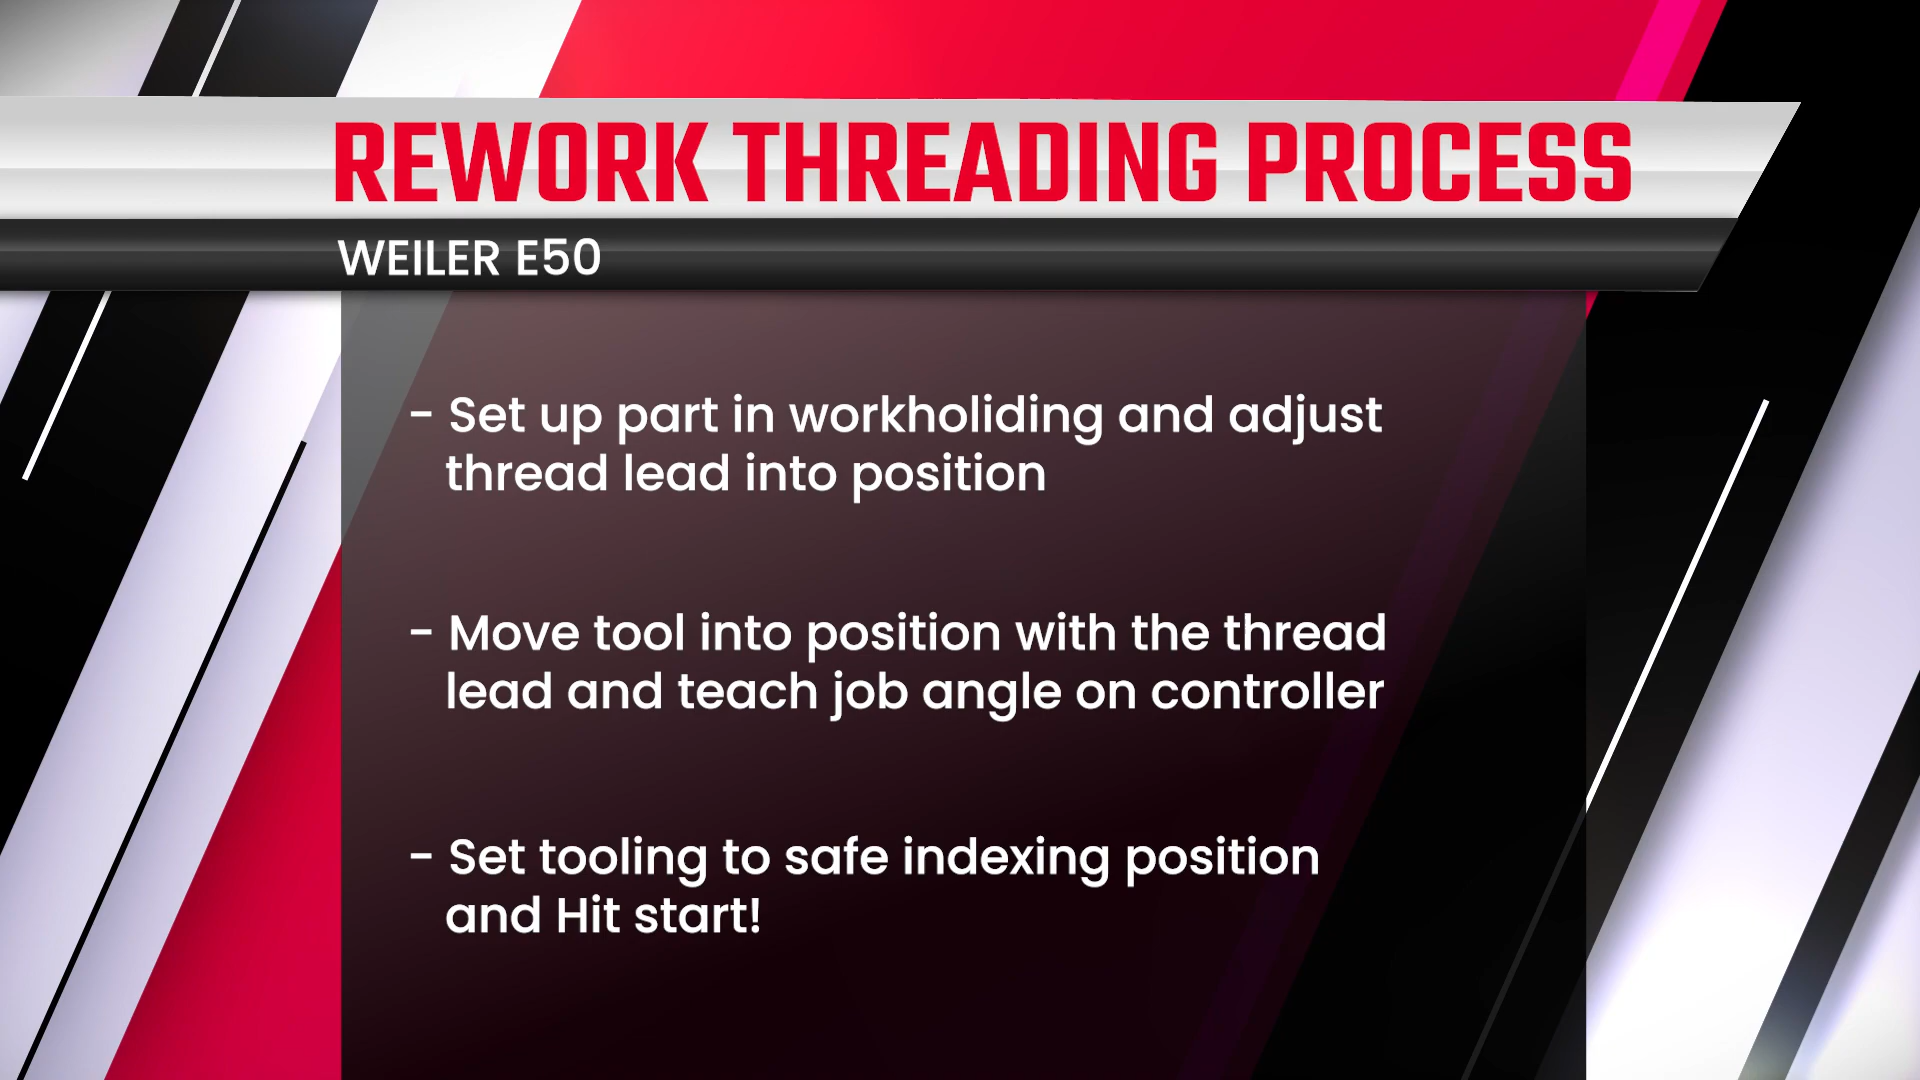 REWORK THREADING PROCESS
WEILER E50
- Set up part in workholiding and adjust
thread lead into position
- Move tool into position with the thread
lead and teach job angle on controller
- Set tooling to safe indexing position
and Hit start!